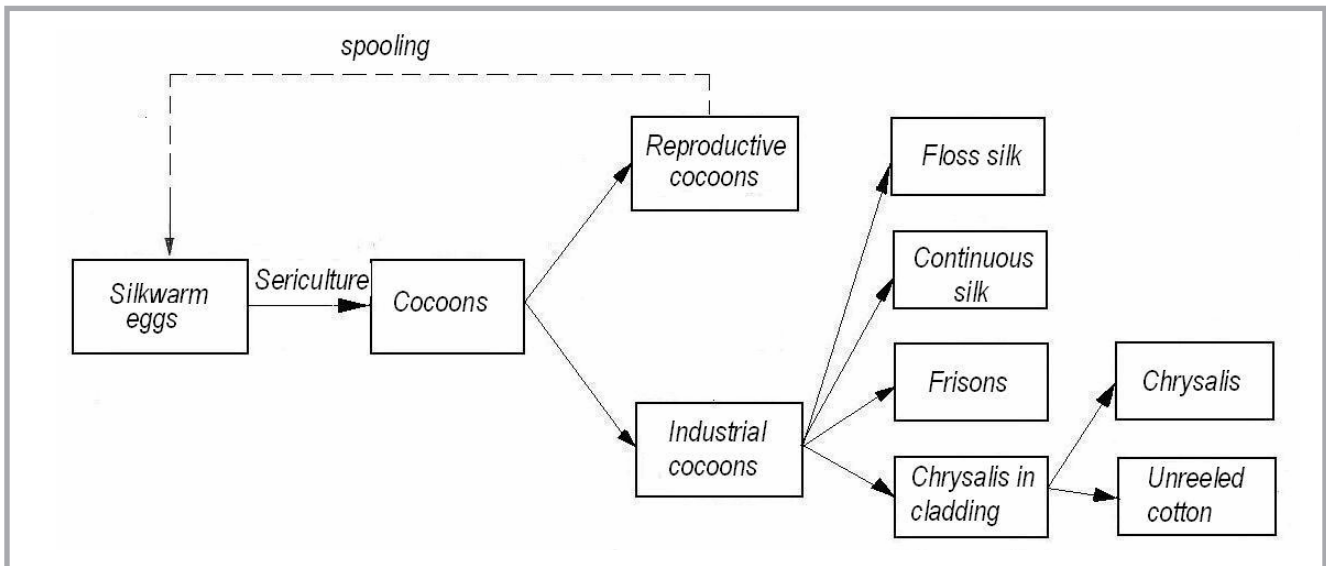 spooling
Reproductive
cocoons
Floss silk
Silkwarm
eggs
Sericulture
Cocoons
Continuous
silk
Frisons
Chrysalis
Industrial
cocoons
Chrysalis in
cladding
Unreeled
cotton